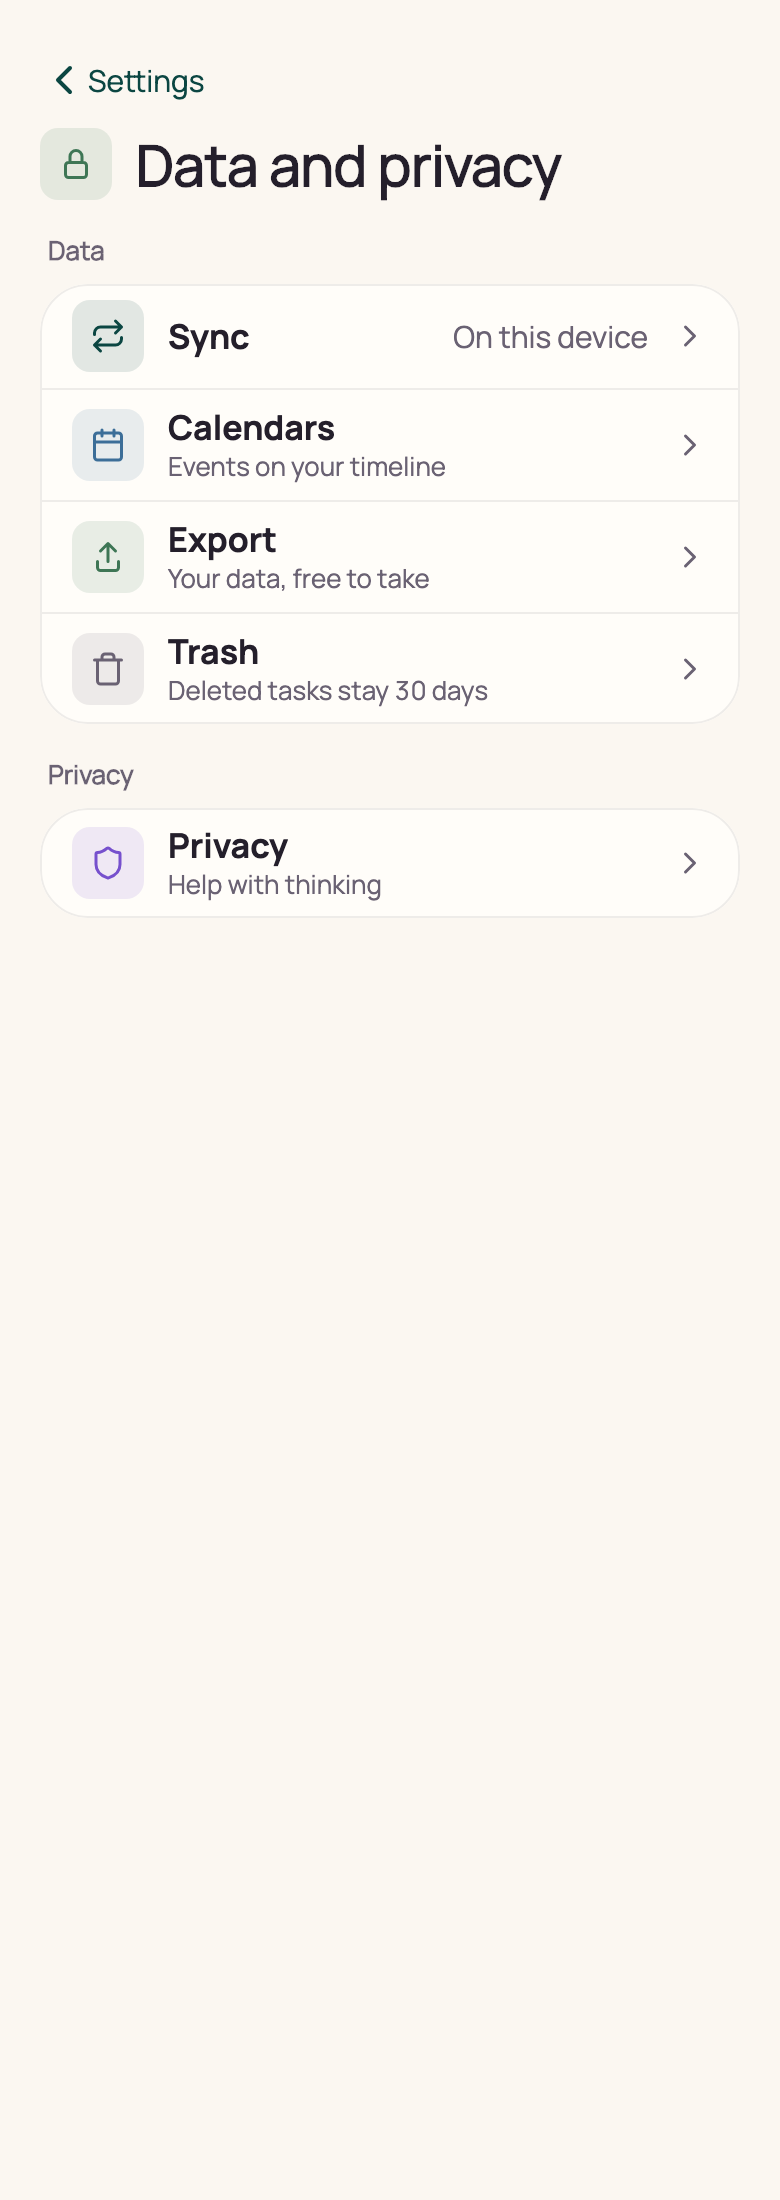 Settings
Data and privacy
Data
Sync On this device
Calendars
Events on your timeline
Export
Your data, free to take
Trash
Deleted tasks stay 30 days
Privacy
Privacy
Help with thinking